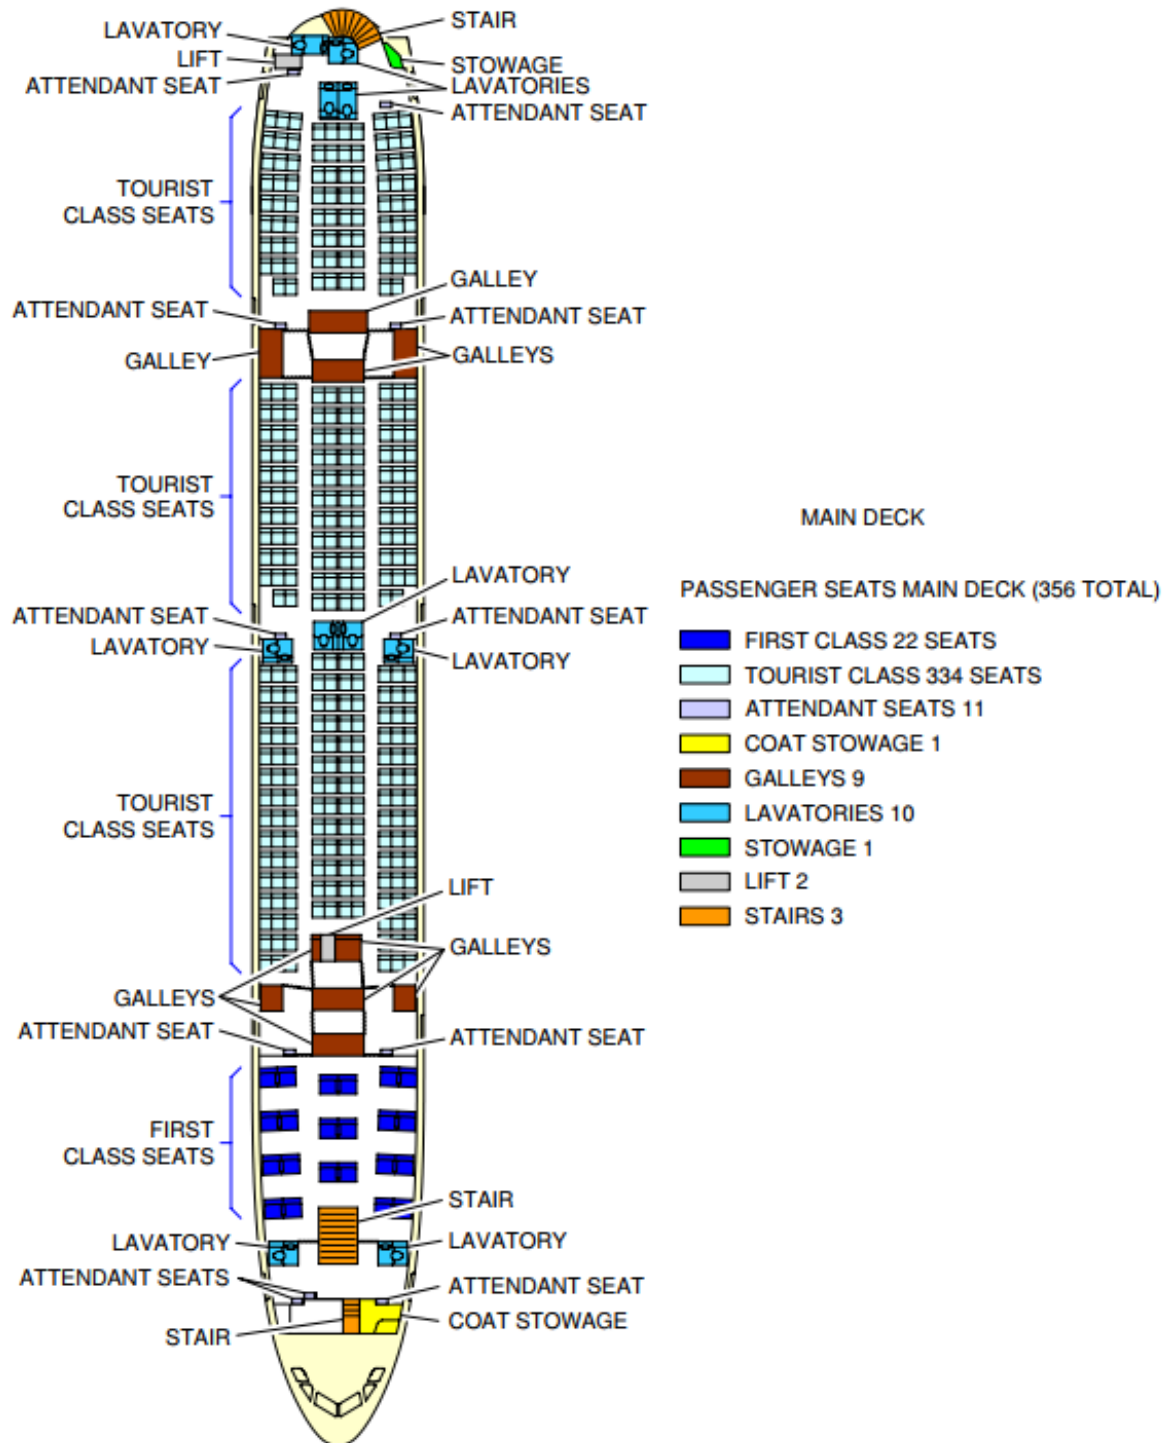 STAIR
LAVATORY
LIFT
STOWAGE
ATTENDANT SEAT
LAVATORIES
ATTENDANT SEAT
TOURIST
CLASS SEATS
GALLEY
ATTENDANT SEAT
ATTENDANT SEAT
GALLEY
GALLEYS
TOURIST
CLASS SEATS
LAVATORY
ATTENDANT SEAT
ATTENDANT SEAT
LAVATORY
LAVATORY
TOURIST
CLASS SEATS
LIFT
GALLEYS
GALLEYS
ATTENDANT SEAT
ATTENDANT SEAT
FIRST
CLASS SEATS
STAIR
LAVATORY
LAVATORY
ATTENDANT SEATS
ATTENDANT SEAT
COAT STOWAGE
STAIR
MAIN DECK
PASSENGER SEATS MAIN DECK (356 TOTAL)
FIRST CLASS 22 SEATS
TOURIST CLASS 334 SEATS
ATTENDANT SEATS 11
COAT STOWAGE 1
GALLEYS 9
LAVATORIES 10
STOWAGE 1
LIFT 2
STAIRS 3